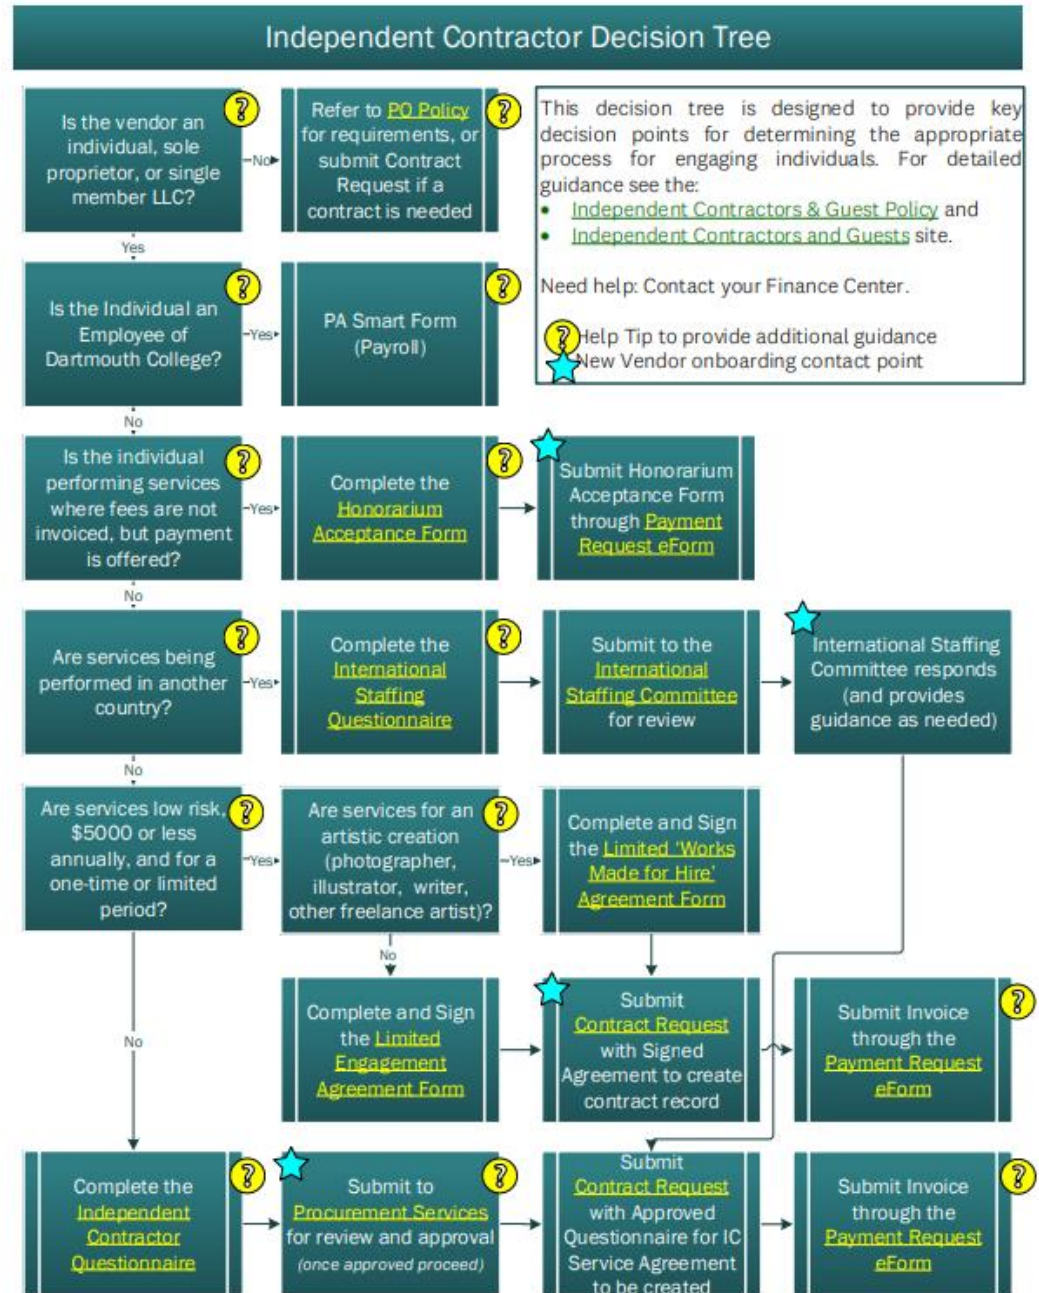 Independent Contractor Decision Tree
Is the vendor an
individual, sole
proprietor, or single
member LLC?
?
No
Refer to PO Policy
for requirements, or
submit Contract
Request if a
contract is needed
?
This decision tree is designed to provide key
decision points for determining the appropriate
process for engaging individuals. For detailed
guidance see the:
• Independent Contractors & Guest Policy and
• Independent Contractors and Guests site.
Need help: Contact your Finance Center.
? Help Tip to provide additional guidance
New Vendor onboarding contact point
Yes
Is the Individual an
Employee of
Dartmouth College?
?
Yes
PA Smart Form
(Payroll)
?
No
Is the individual
performing services
where fees are not
invoiced, but payment
is offered?
?
Yes
Complete the
Honorarium
Acceptance Form
?
Submit Honorarium
Acceptance Form
through Payment
Request eForm
No
Are services being
performed in another
country?
?
Yes
Complete the
International
Staffing
Questionnaire
?
Submit to the
International
Staffing Committee
for review
International Staffing
Committee responds
(and provides
guidance as needed)
No
Are services low risk,
$5000 or less
annually, and for a
one-time or limited
period?
?
Yes
Are services for an
artistic creation
(photographer,
illustrator, writer,
other freelance artist)?
?
Yes
Complete and Sign
the Limited 'Works
Made for Hire'
Agreement Form
No
Complete and Sign
the Limited
Engagement
Agreement Form
Submit
Contract Request
with Signed
Agreement to create
contract record
Submit Invoice
through the
Payment Request
eForm
?
No
Complete the
Independent
Contractor
Questionnaire
?
Submit to
Procurement Services
for review and approval
(once approved proceed)
?
Submit
Contract Request
with Approved
Questionnaire for IC
Service Agreement
to be created
Submit Invoice
through the
Payment Request
eForm
?